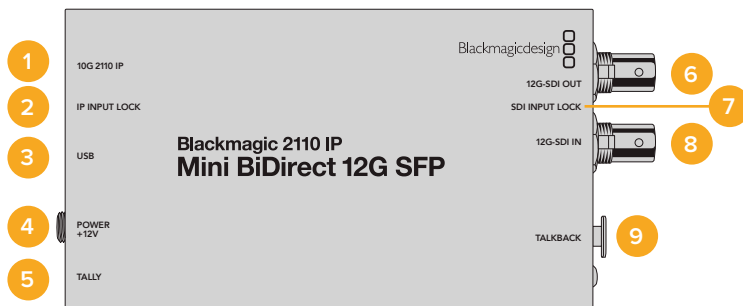 Blackmagicdesign
1
10G 2110 IP
12G-SDI OUT
6
2
IP INPUT LOCK
SDI INPUT LOCK
7
3
USB
Blackmagic 2110 IP
Mini BiDirect 12G SFP
12G-SDI IN
8
4
POWER
+12V
TALKBACK
9
5
TALLY